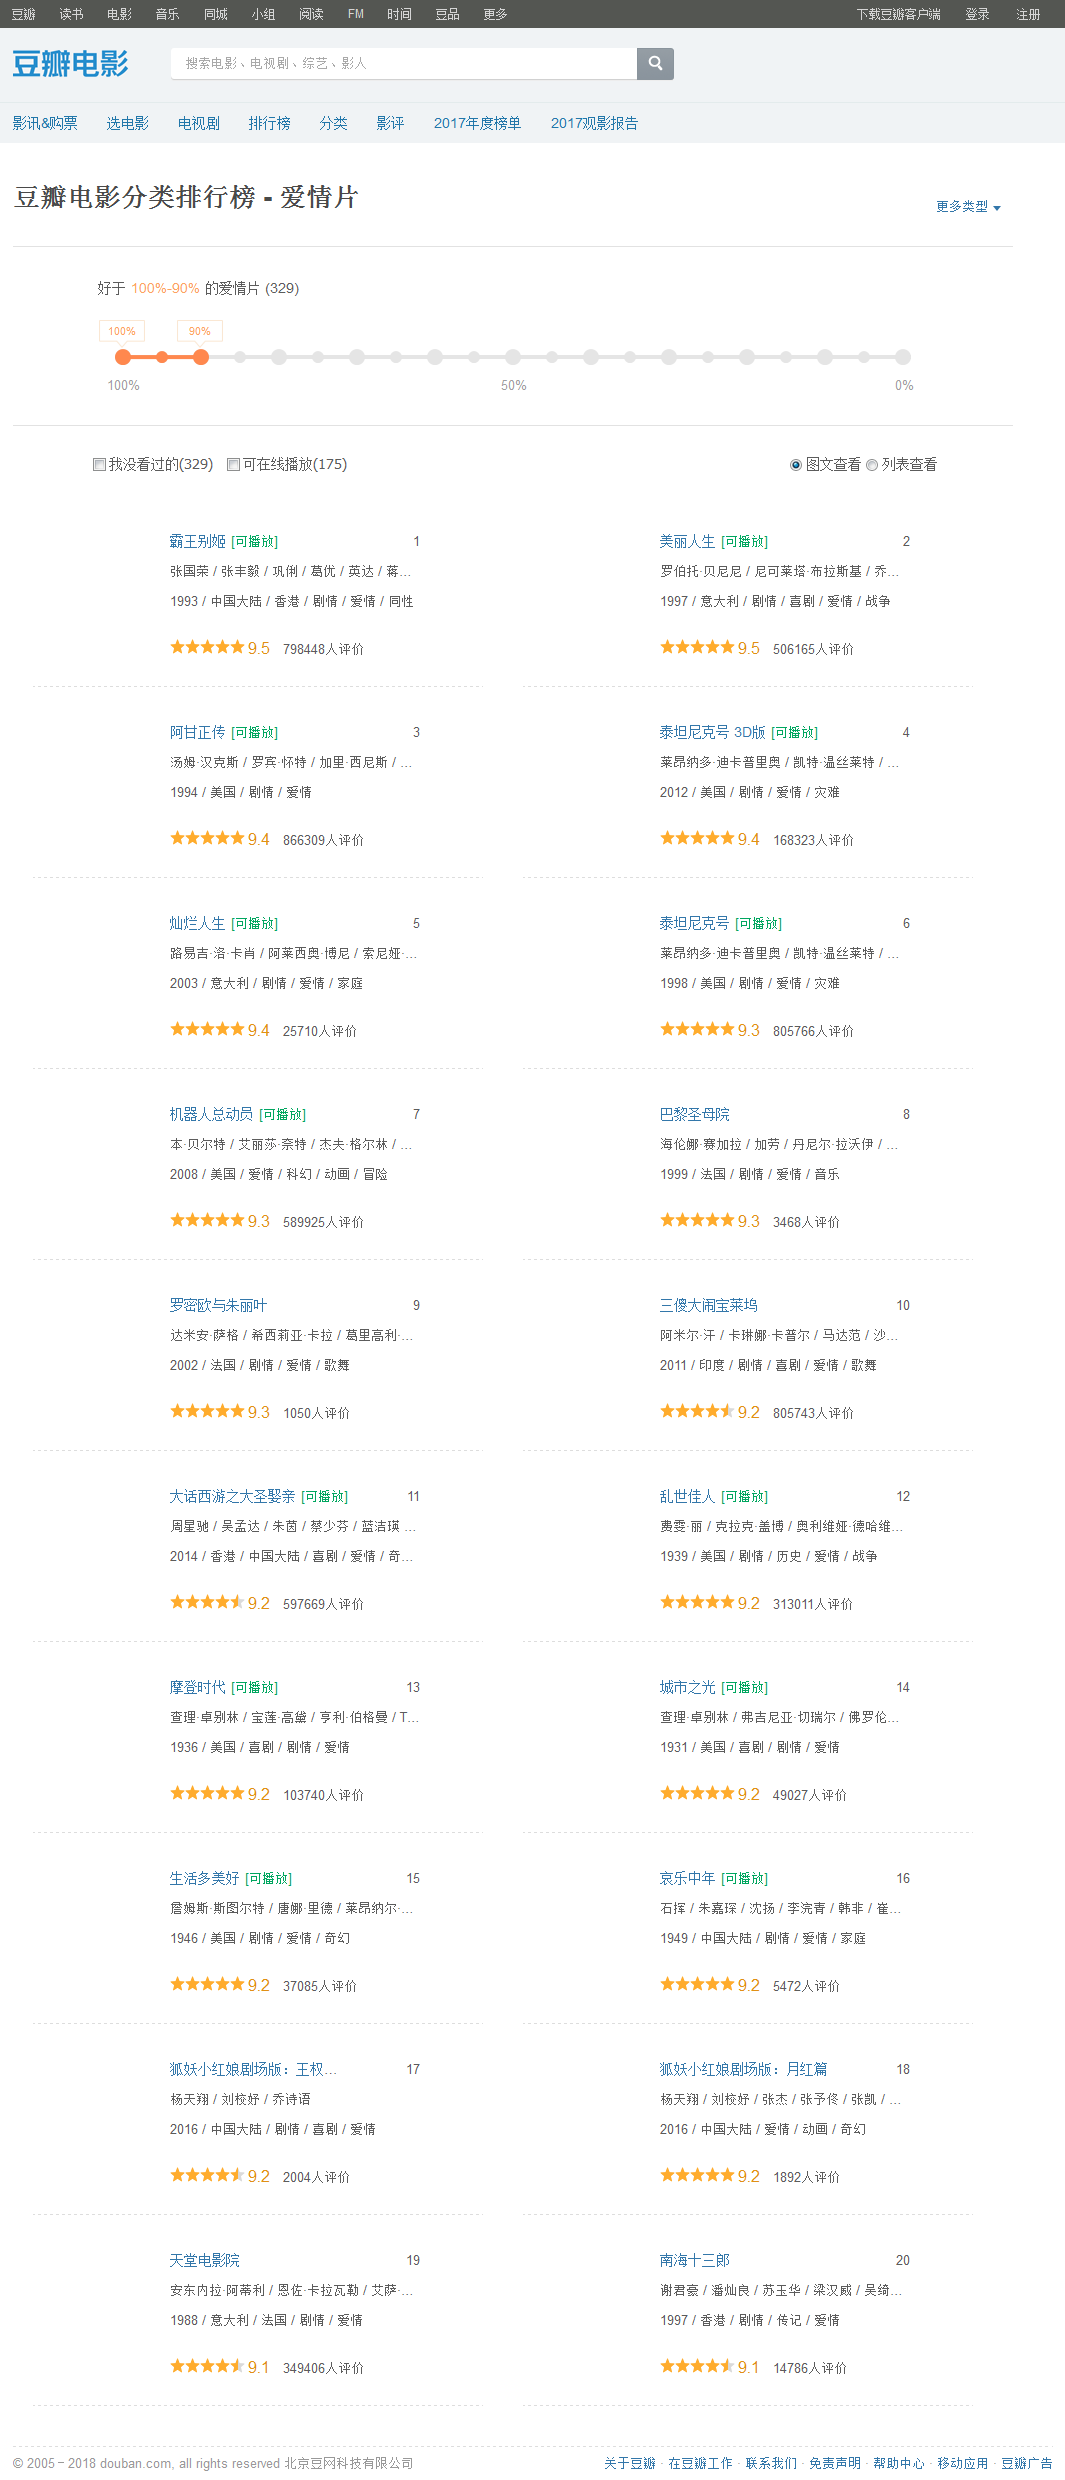 豆瓣 读书 电影 音乐 同城 小组 阅读 FM 时间 豆品 更多 下载豆瓣客户端 登录 注册
豆瓣电影 搜索电影、电视剧、综艺、影人
影讯&购票 选电影 电视剧 排行榜 分类 影评 2017年度榜单 2017观影报告
豆瓣电影分类排行榜 - 爱情片
更多类型
好于 100%-90% 的爱情片 (329)
100% 90%
100% 50% 0%
我没看过的(329) 可在线播放(175) 图文查看 列表查看
霸王别姬 [可播放] 1
张国荣 / 张丰毅 / 巩俐 / 葛优 / 英达 / 蒋...
1993 / 中国大陆 / 香港 / 剧情 / 爱情 / 同性
9.5 798448人评价
美丽人生 [可播放] 2
罗伯托·贝尼尼 / 尼可莱塔·布拉斯基 / 乔...
1997 / 意大利 / 剧情 / 喜剧 / 爱情 / 战争
9.5 506165人评价
阿甘正传 [可播放] 3
汤姆·汉克斯 / 罗宾·怀特 / 加里·西尼斯 / ...
1994 / 美国 / 剧情 / 爱情
9.4 866309人评价
泰坦尼克号 3D版 [可播放] 4
莱昂纳多·迪卡普里奥 / 凯特·温丝莱特 / ...
2012 / 美国 / 剧情 / 爱情 / 灾难
9.4 168323人评价
灿烂人生 [可播放] 5
路易吉·洛·卡肖 / 阿莱西奥·博尼 / 索尼娅·...
2003 / 意大利 / 剧情 / 爱情 / 家庭
9.4 25710人评价
泰坦尼克号 [可播放] 6
莱昂纳多·迪卡普里奥 / 凯特·温丝莱特 / ...
1998 / 美国 / 剧情 / 爱情 / 灾难
9.3 805766人评价
机器人总动员 [可播放] 7
本·贝尔特 / 艾丽莎·奈特 / 杰夫·格尔林 / ...
2008 / 美国 / 爱情 / 科幻 / 动画 / 冒险
9.3 589925人评价
巴黎圣母院 8
海伦娜·赛加拉 / 加劳 / 丹尼尔·拉沃伊 / ...
1999 / 法国 / 剧情 / 爱情 / 音乐
9.3 3468人评价
罗密欧与朱丽叶 9
达米安·萨格 / 希西莉亚·卡拉 / 葛里高利·...
2002 / 法国 / 剧情 / 爱情 / 歌舞
9.3 1050人评价
三傻大闹宝莱坞 10
阿米尔·汗 / 卡琳娜·卡普尔 / 马达范 / 沙...
2011 / 印度 / 剧情 / 喜剧 / 爱情 / 歌舞
9.2 805743人评价
大话西游之大圣娶亲 [可播放] 11
周星驰 / 吴孟达 / 朱茵 / 蔡少芬 / 蓝洁瑛 ...
2014 / 香港 / 中国大陆 / 喜剧 / 爱情 / 奇...
9.2 597669人评价
乱世佳人 [可播放] 12
费雯·丽 / 克拉克·盖博 / 奥利维娅·德哈维...
1939 / 美国 / 剧情 / 历史 / 爱情 / 战争
9.2 313011人评价
摩登时代 [可播放] 13
查理·卓别林 / 宝莲·高黛 / 亨利·伯格曼 / T...
1936 / 美国 / 喜剧 / 剧情 / 爱情
9.2 103740人评价
城市之光 [可播放] 14
查理·卓别林 / 弗吉尼亚·切瑞尔 / 佛罗伦...
1931 / 美国 / 喜剧 / 剧情 / 爱情
9.2 49027人评价
生活多美好 [可播放] 15
詹姆斯·斯图尔特 / 唐娜·里德 / 莱昂纳尔·...
1946 / 美国 / 剧情 / 爱情 / 奇幻
9.2 37085人评价
哀乐中年 [可播放] 16
石挥 / 朱嘉琛 / 沈扬 / 李浣青 / 韩非 / 崔...
1949 / 中国大陆 / 剧情 / 爱情 / 家庭
9.2 5472人评价
狐妖小红娘剧场版：王权... 17
杨天翔 / 刘校妤 / 乔诗语
2016 / 中国大陆 / 剧情 / 喜剧 / 爱情
9.2 2004人评价
狐妖小红娘剧场版：月红篇 18
杨天翔 / 刘校妤 / 张杰 / 张予佟 / 张凯 / ...
2016 / 中国大陆 / 爱情 / 动画 / 奇幻
9.2 1892人评价
天堂电影院 19
安东内拉·阿蒂利 / 恩佐·卡拉瓦勒 / 艾萨·...
1988 / 意大利 / 法国 / 剧情 / 爱情
9.1 349406人评价
南海十三郎 20
谢君豪 / 潘灿良 / 苏玉华 / 梁汉威 / 吴绮...
1997 / 香港 / 剧情 / 传记 / 爱情
9.1 14786人评价
© 2005－2018 douban.com, all rights reserved 北京豆网科技有限公司 关于豆瓣 · 在豆瓣工作 · 联系我们 · 免责声明 · 帮助中心 · 移动应用 · 豆瓣广告